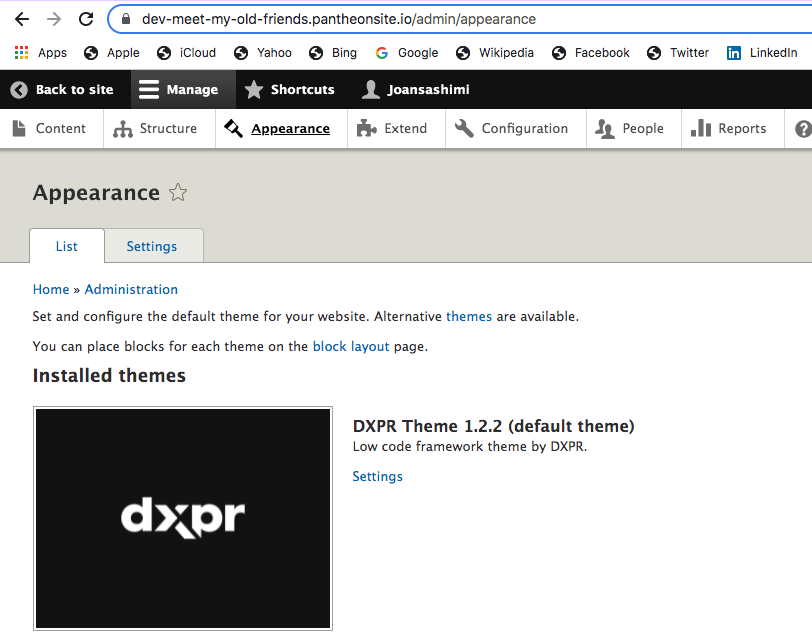 dev-meet-my-old-friends.pantheonsite.io/admin/appearance
Apps Apple iCloud Yahoo Bing Google Wikipedia Facebook Twitter LinkedIn
Back to site Manage Shortcuts Joansashimi
Content Structure Appearance Extend Configuration People Reports
Appearance
List Settings
Home » Administration
Set and configure the default theme for your website. Alternative themes are available.
You can place blocks for each theme on the block layout page.
Installed themes
DXPR Theme 1.2.2 (default theme)
Low code framework theme by DXPR.
Settings
dxpr